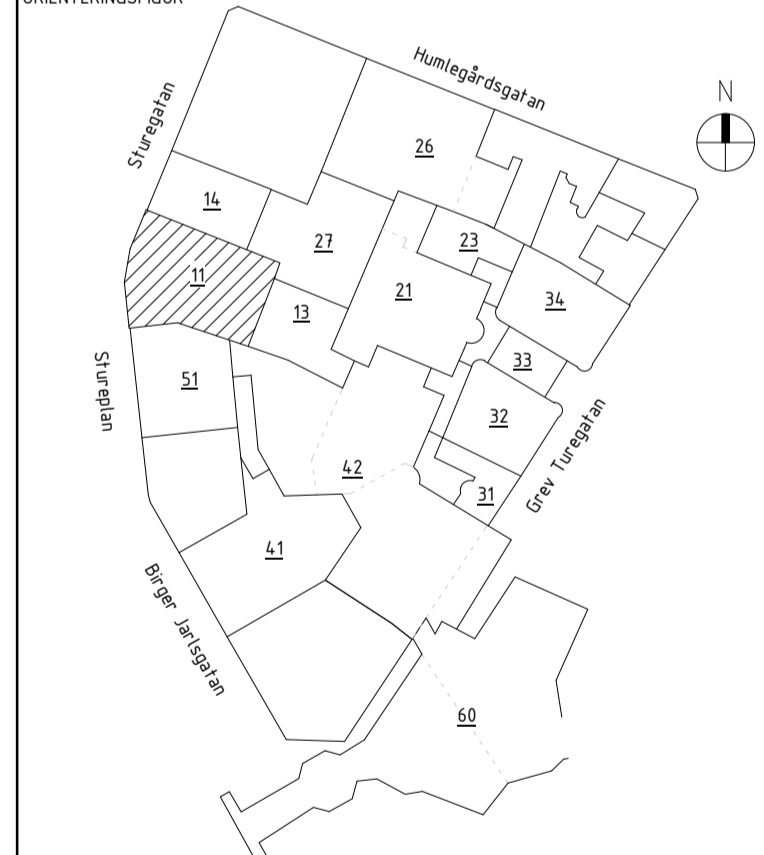 ORIENTERINGSFIGUR
Humlegårdsgatan
Sturegatan
N
26
14
23
27
11
21
34
13
33
51
Stureplan
32
42
Grev Turegatan
31
41
Birger Jarlsgatan
60